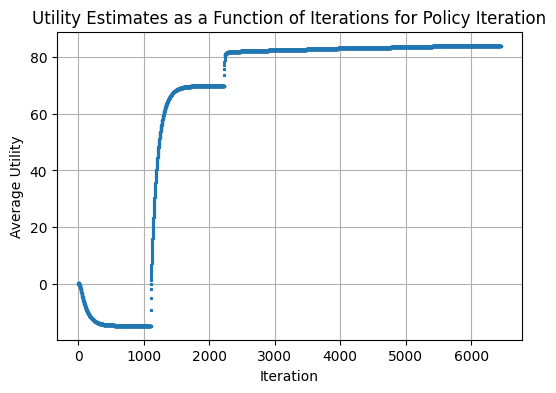 Utility Estimates as a Function of Iterations for Policy Iteration
80
60
40
20
0
Average Utility
0 1000 2000 3000 4000 5000 6000
Iteration